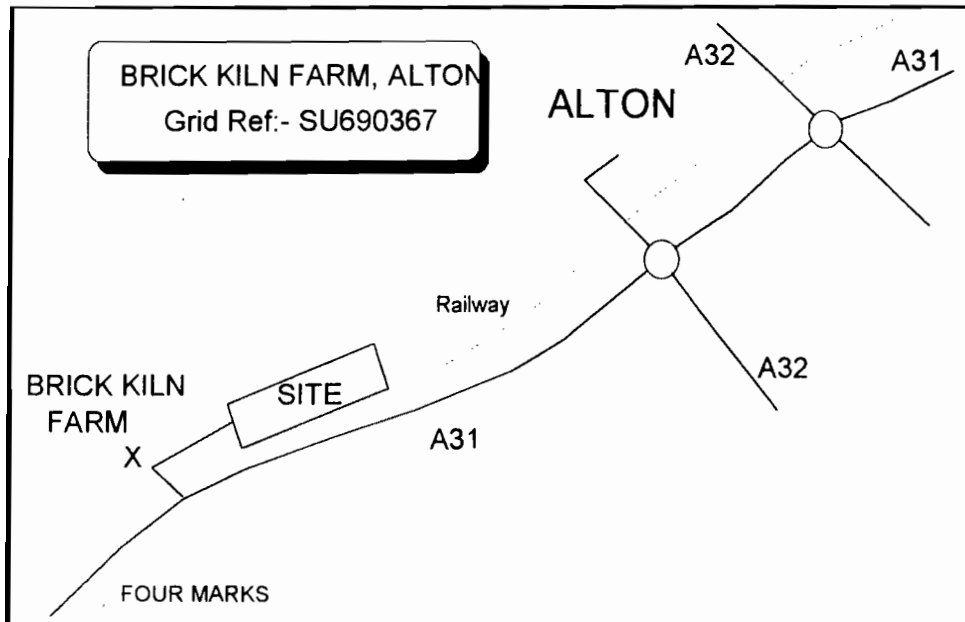 BRICK KILN FARM, ALTON
Grid Ref:- SU690367
A32
A31
ALTON
Railway
BRICK KILN
FARM
X
SITE
A32
A31
FOUR MARKS